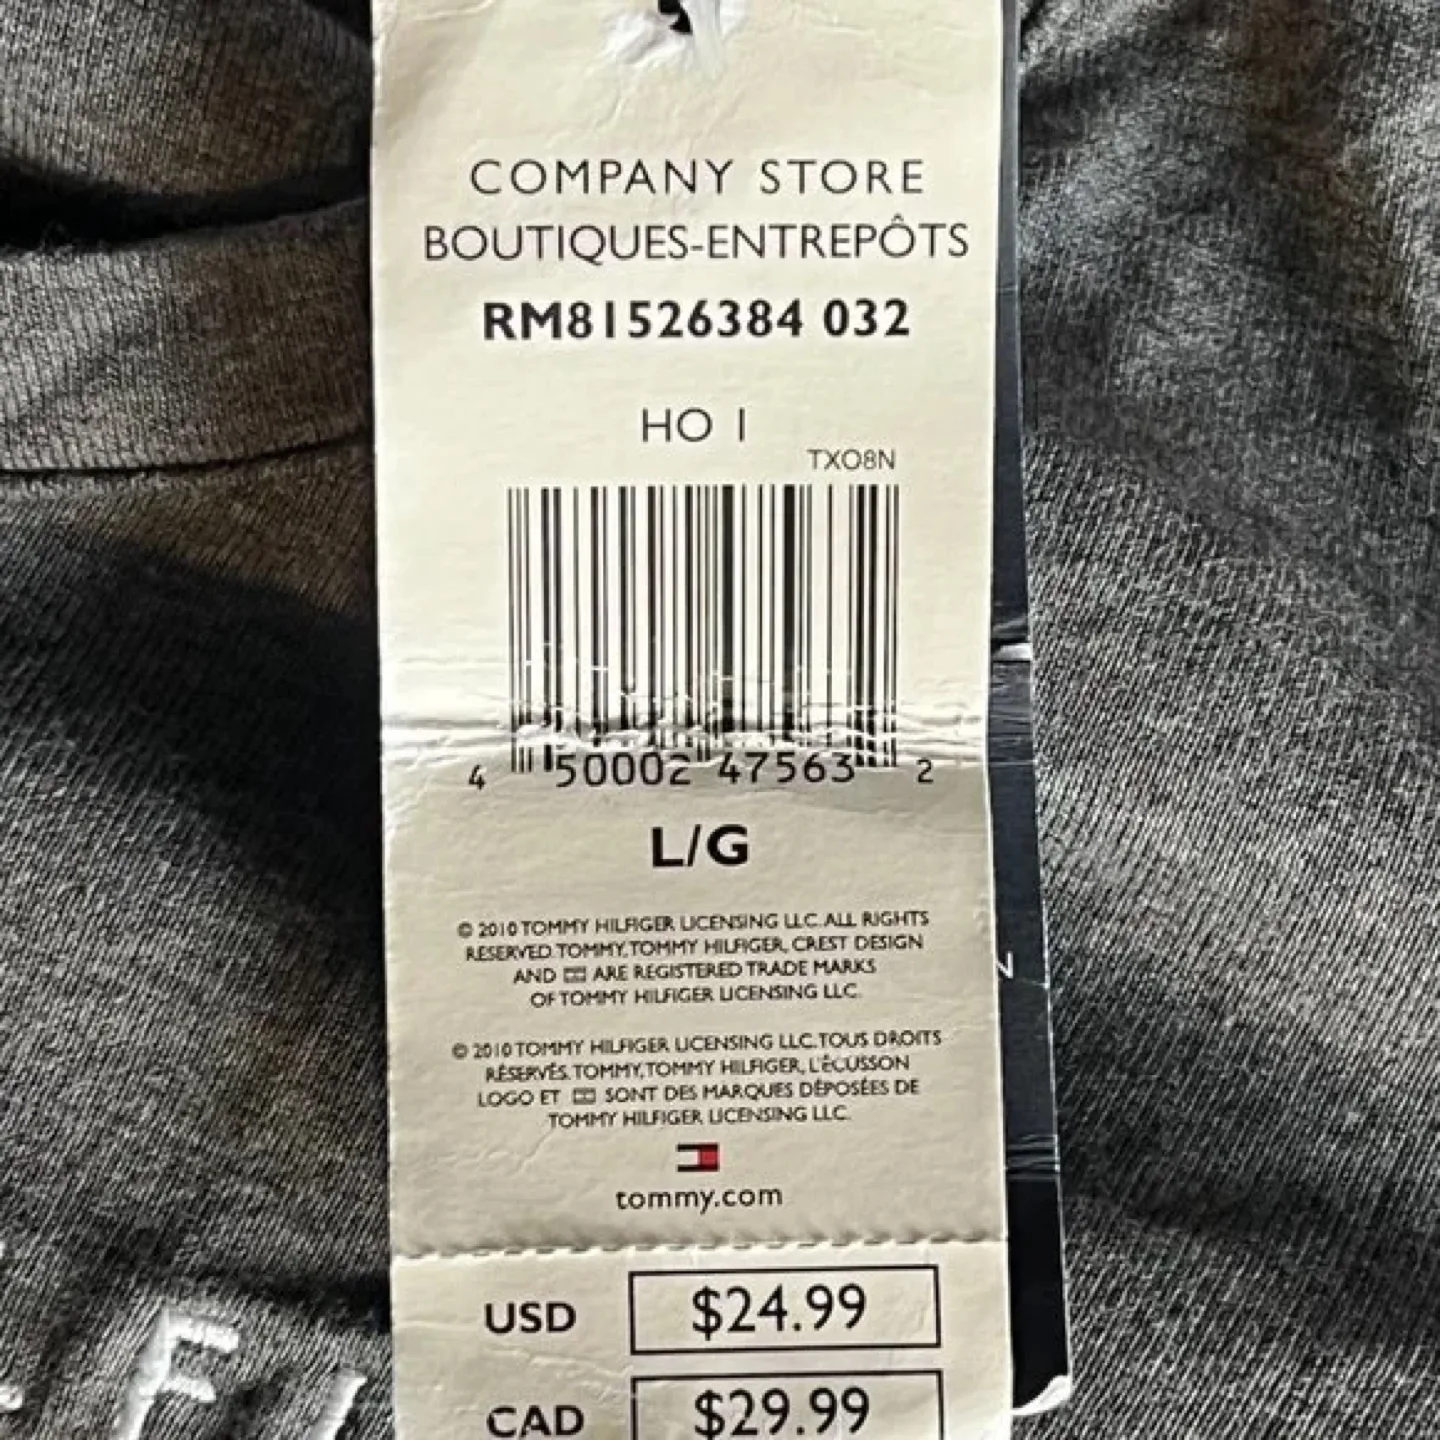 COMPANY STORE
BOUTIQUES-ENTREPÔTS
RM81526384 032
HO 1
TXO8N
4 50002 47563 2
L/G
© 2010 TOMMY HILFIGER LICENSING LLC. ALL RIGHTS
RESERVED. TOMMY, TOMMY HILFIGER, CREST DESIGN
AND ARE REGISTERED TRADE MARKS
OF TOMMY HILFIGER LICENSING LLC.
© 2010 TOMMY HILFIGER LICENSING LLC. TOUS DROITS
RÉSERVÉS. TOMMY, TOMMY HILFIGER, L'ÉCUSSON
LOGO ET SONT DES MARQUES DÉPOSÉES DE
TOMMY HILFIGER LICENSING LLC.
tommy.com
USD $24.99
CAD $29.99